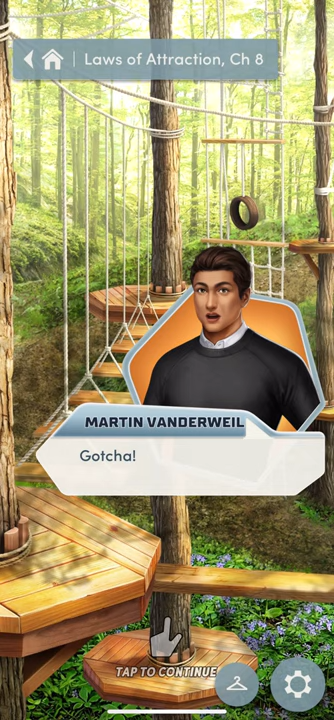 Laws of Attraction, Ch 8
MARTIN VANDERWEIL
Gotcha!
TAP TO CONTINUE